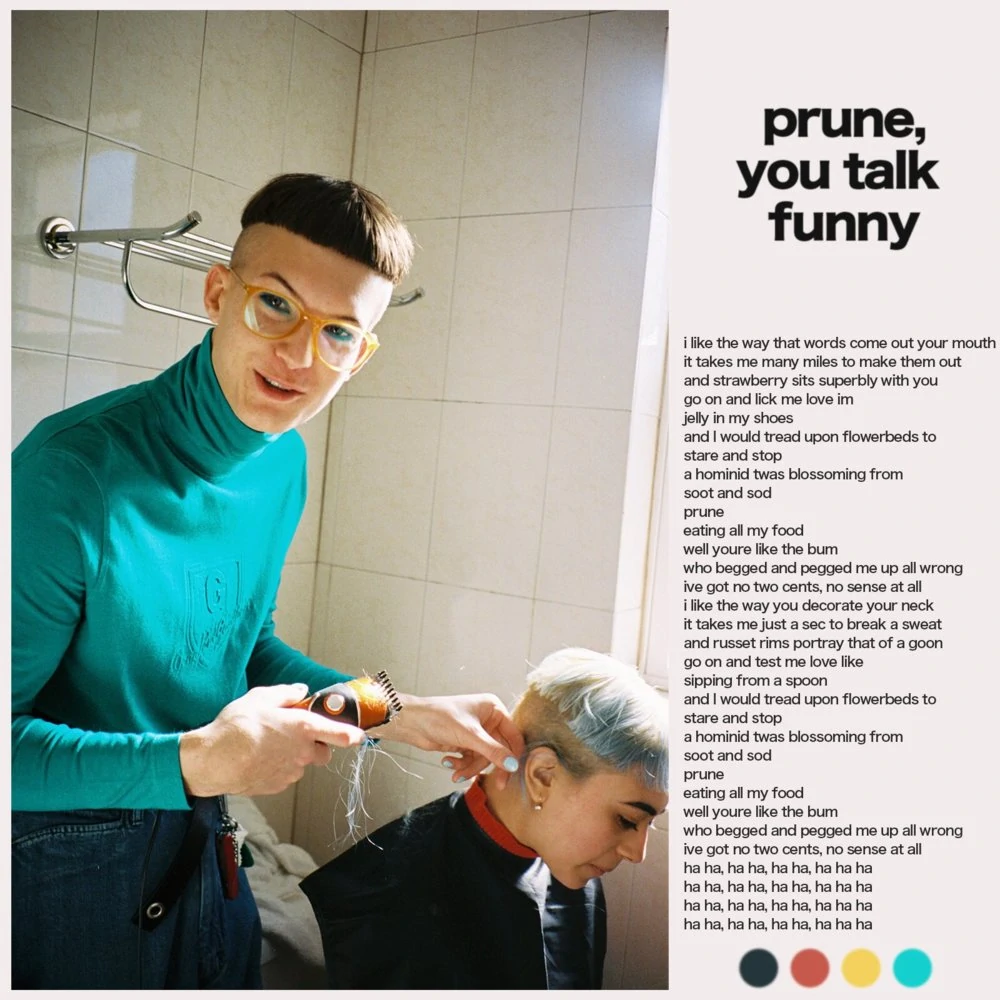 prune,
you talk
funny
i like the way that words come out your mouth
it takes me many miles to make them out
and strawberry sits superbly with you
go on and lick me love im
jelly in my shoes
and I would tread upon flowerbeds to
stare and stop
a hominid twas blossoming from
soot and sod
prune
eating all my food
well youre like the bum
who begged and pegged me up all wrong
ive got no two cents, no sense at all
i like the way you decorate your neck
it takes me just a sec to break a sweat
and russet rims portray that of a goon
go on and test me love like
sipping from a spoon
and I would tread upon flowerbeds to
stare and stop
a hominid twas blossoming from
soot and sod
prune
eating all my food
well youre like the bum
who begged and pegged me up all wrong
ive got no two cents, no sense at all
ha ha, ha ha, ha ha, ha ha ha
ha ha, ha ha, ha ha, ha ha ha
ha ha, ha ha, ha ha, ha ha ha
ha ha, ha ha, ha ha, ha ha ha
G